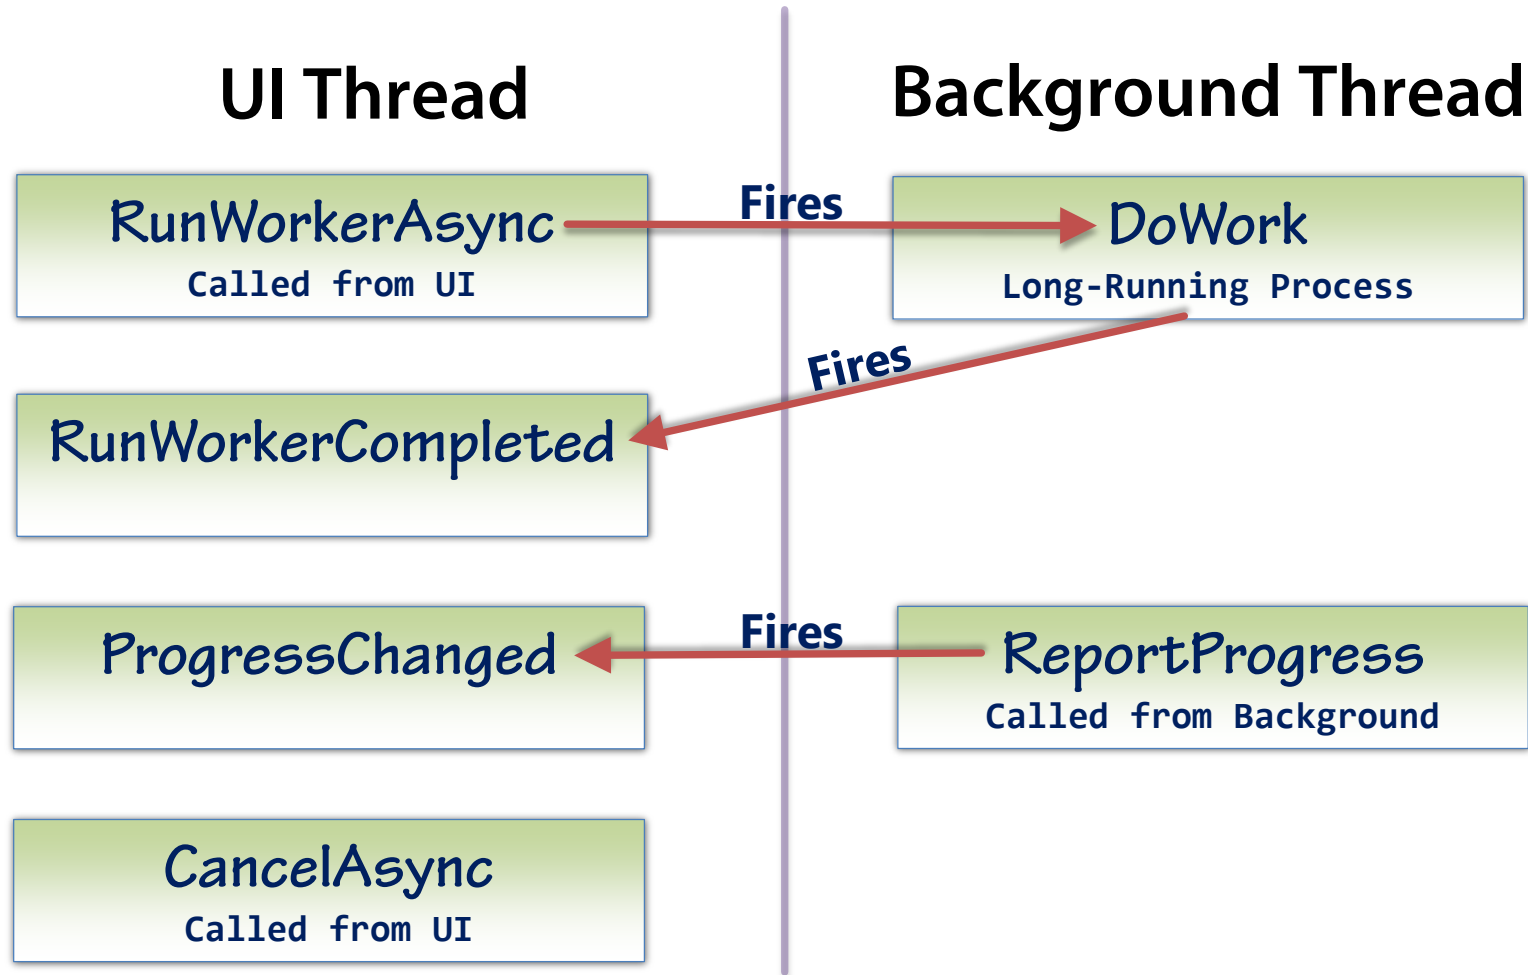 UI Thread
Background Thread
RunWorkerAsync
Called from UI
Fires
DoWork
Long-Running Process
Fires
RunWorkerCompleted
ProgressChanged
Fires
ReportProgress
Called from Background
CancelAsync
Called from UI